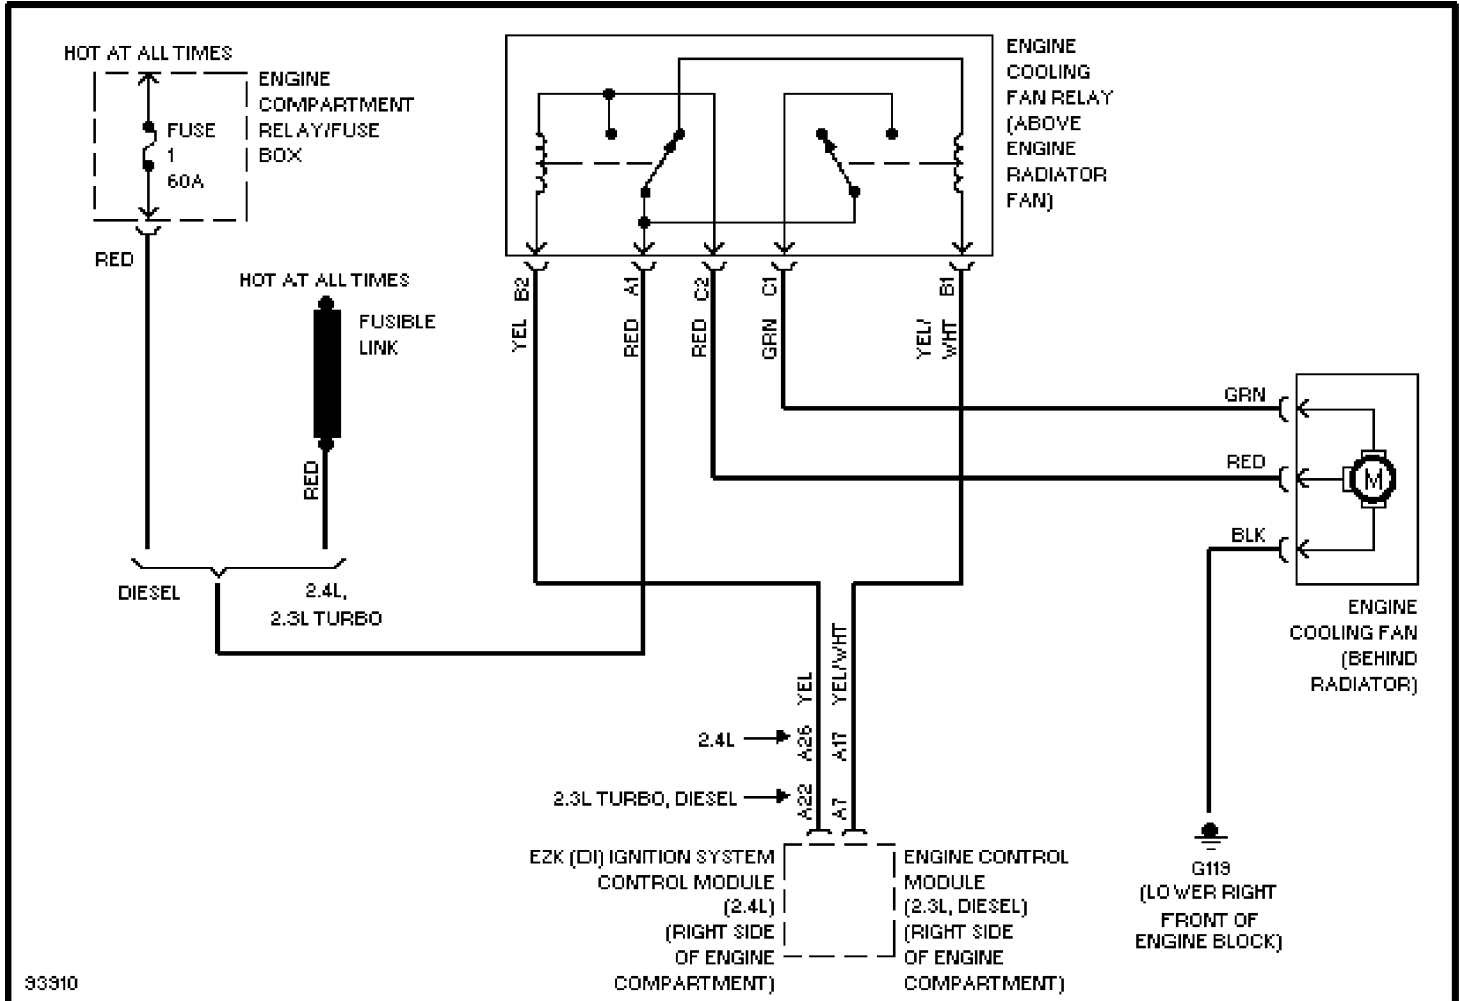 HOT AT ALL TIMES
ENGINE
COMPARTMENT
RELAY/FUSE
BOX
FUSE
1
60A
RED
HOT AT ALL TIMES
FUSIBLE
LINK
RED
DIESEL
2.4L,
2.3L TURBO
ENGINE
COOLING
FAN RELAY
(ABOVE
ENGINE
RADIATOR
FAN)
B2
A1
C2
C1
B1
YEL
RED
RED
GRN
YEL/
WHT
GRN
RED
BLK
M
ENGINE
COOLING FAN
(BEHIND
RADIATOR)
YEL
YEL/WHT
2.4L
A26
A17
2.3L TURBO, DIESEL
A22
A7
EZK (DI) IGNITION SYSTEM
CONTROL MODULE
(2.4L)
(RIGHT SIDE
OF ENGINE
COMPARTMENT)
ENGINE CONTROL
MODULE
(2.3L, DIESEL)
(RIGHT SIDE
OF ENGINE
COMPARTMENT)
G119
(LOWER RIGHT
FRONT OF
ENGINE BLOCK)
93910